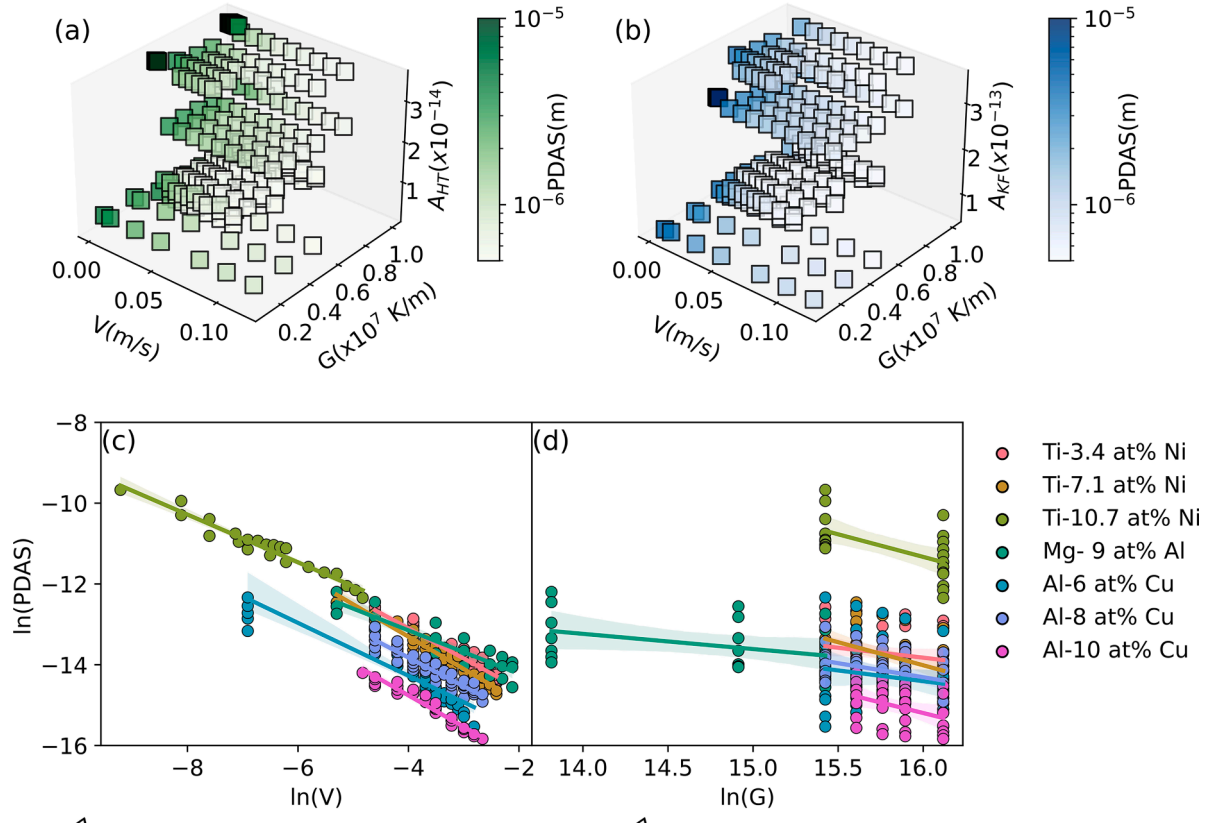 (a)
0.00
0.05
0.10
V(m/s)
0.2
0.4
0.6
0.8
1.0
G(x10⁷ K/m)
1
2
3
A_HT(x10⁻¹⁴)
10⁻⁵
10⁻⁶
PDAS(m)
(b)
0.00
0.05
0.10
V(m/s)
0.2
0.4
0.6
0.8
1.0
G(x10⁷ K/m)
1
2
3
A_KF(x10⁻¹³)
10⁻⁵
10⁻⁶
PDAS(m)
(c)
−8
−10
−12
−14
−16
ln(PDAS)
−8 −6 −4 −2
ln(V)
(d)
14.0 14.5 15.0 15.5 16.0
ln(G)
Ti-3.4 at% Ni
Ti-7.1 at% Ni
Ti-10.7 at% Ni
Mg- 9 at% Al
Al-6 at% Cu
Al-8 at% Cu
Al-10 at% Cu